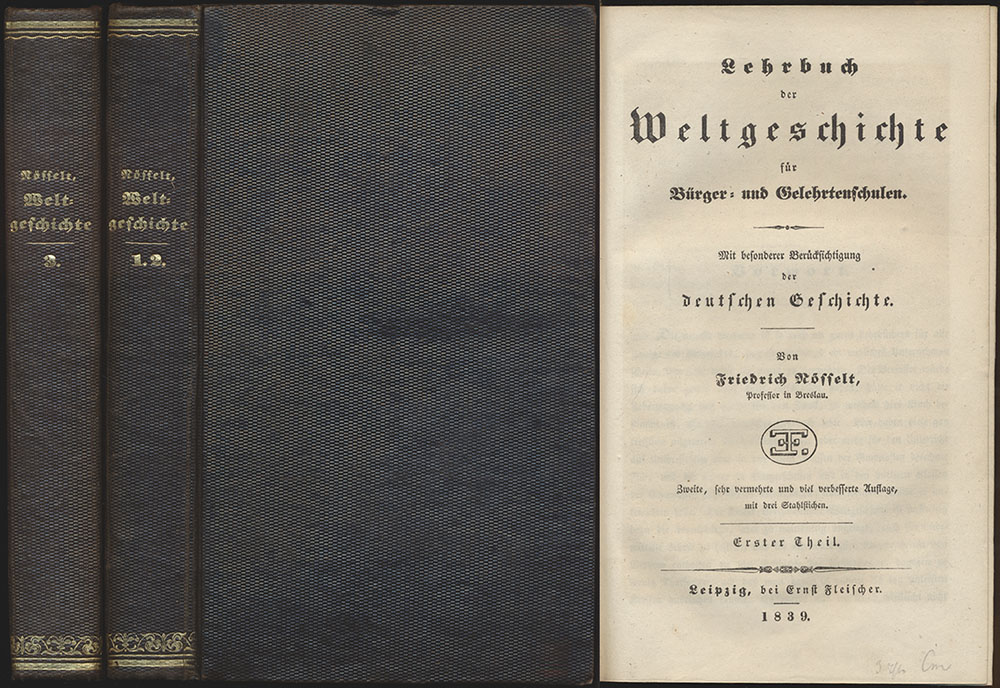 Nösselt,
Welt-
geschichte
3.
Nösselt,
Welt-
geschichte
1.2.
Lehrbuch
der
Weltgeschichte
für
Bürger- und Gelehrtenschulen.
Mit besonderer Berücksichtigung
der
deutschen Geschichte.
Von
Friedrich Nösselt,
Professor in Breslau.
Zweite, sehr vermehrte und viel verbesserte Auflage,
mit drei Stahlstichen.
Erster Theil.
Leipzig, bei Ernst Fleischer.
1839.